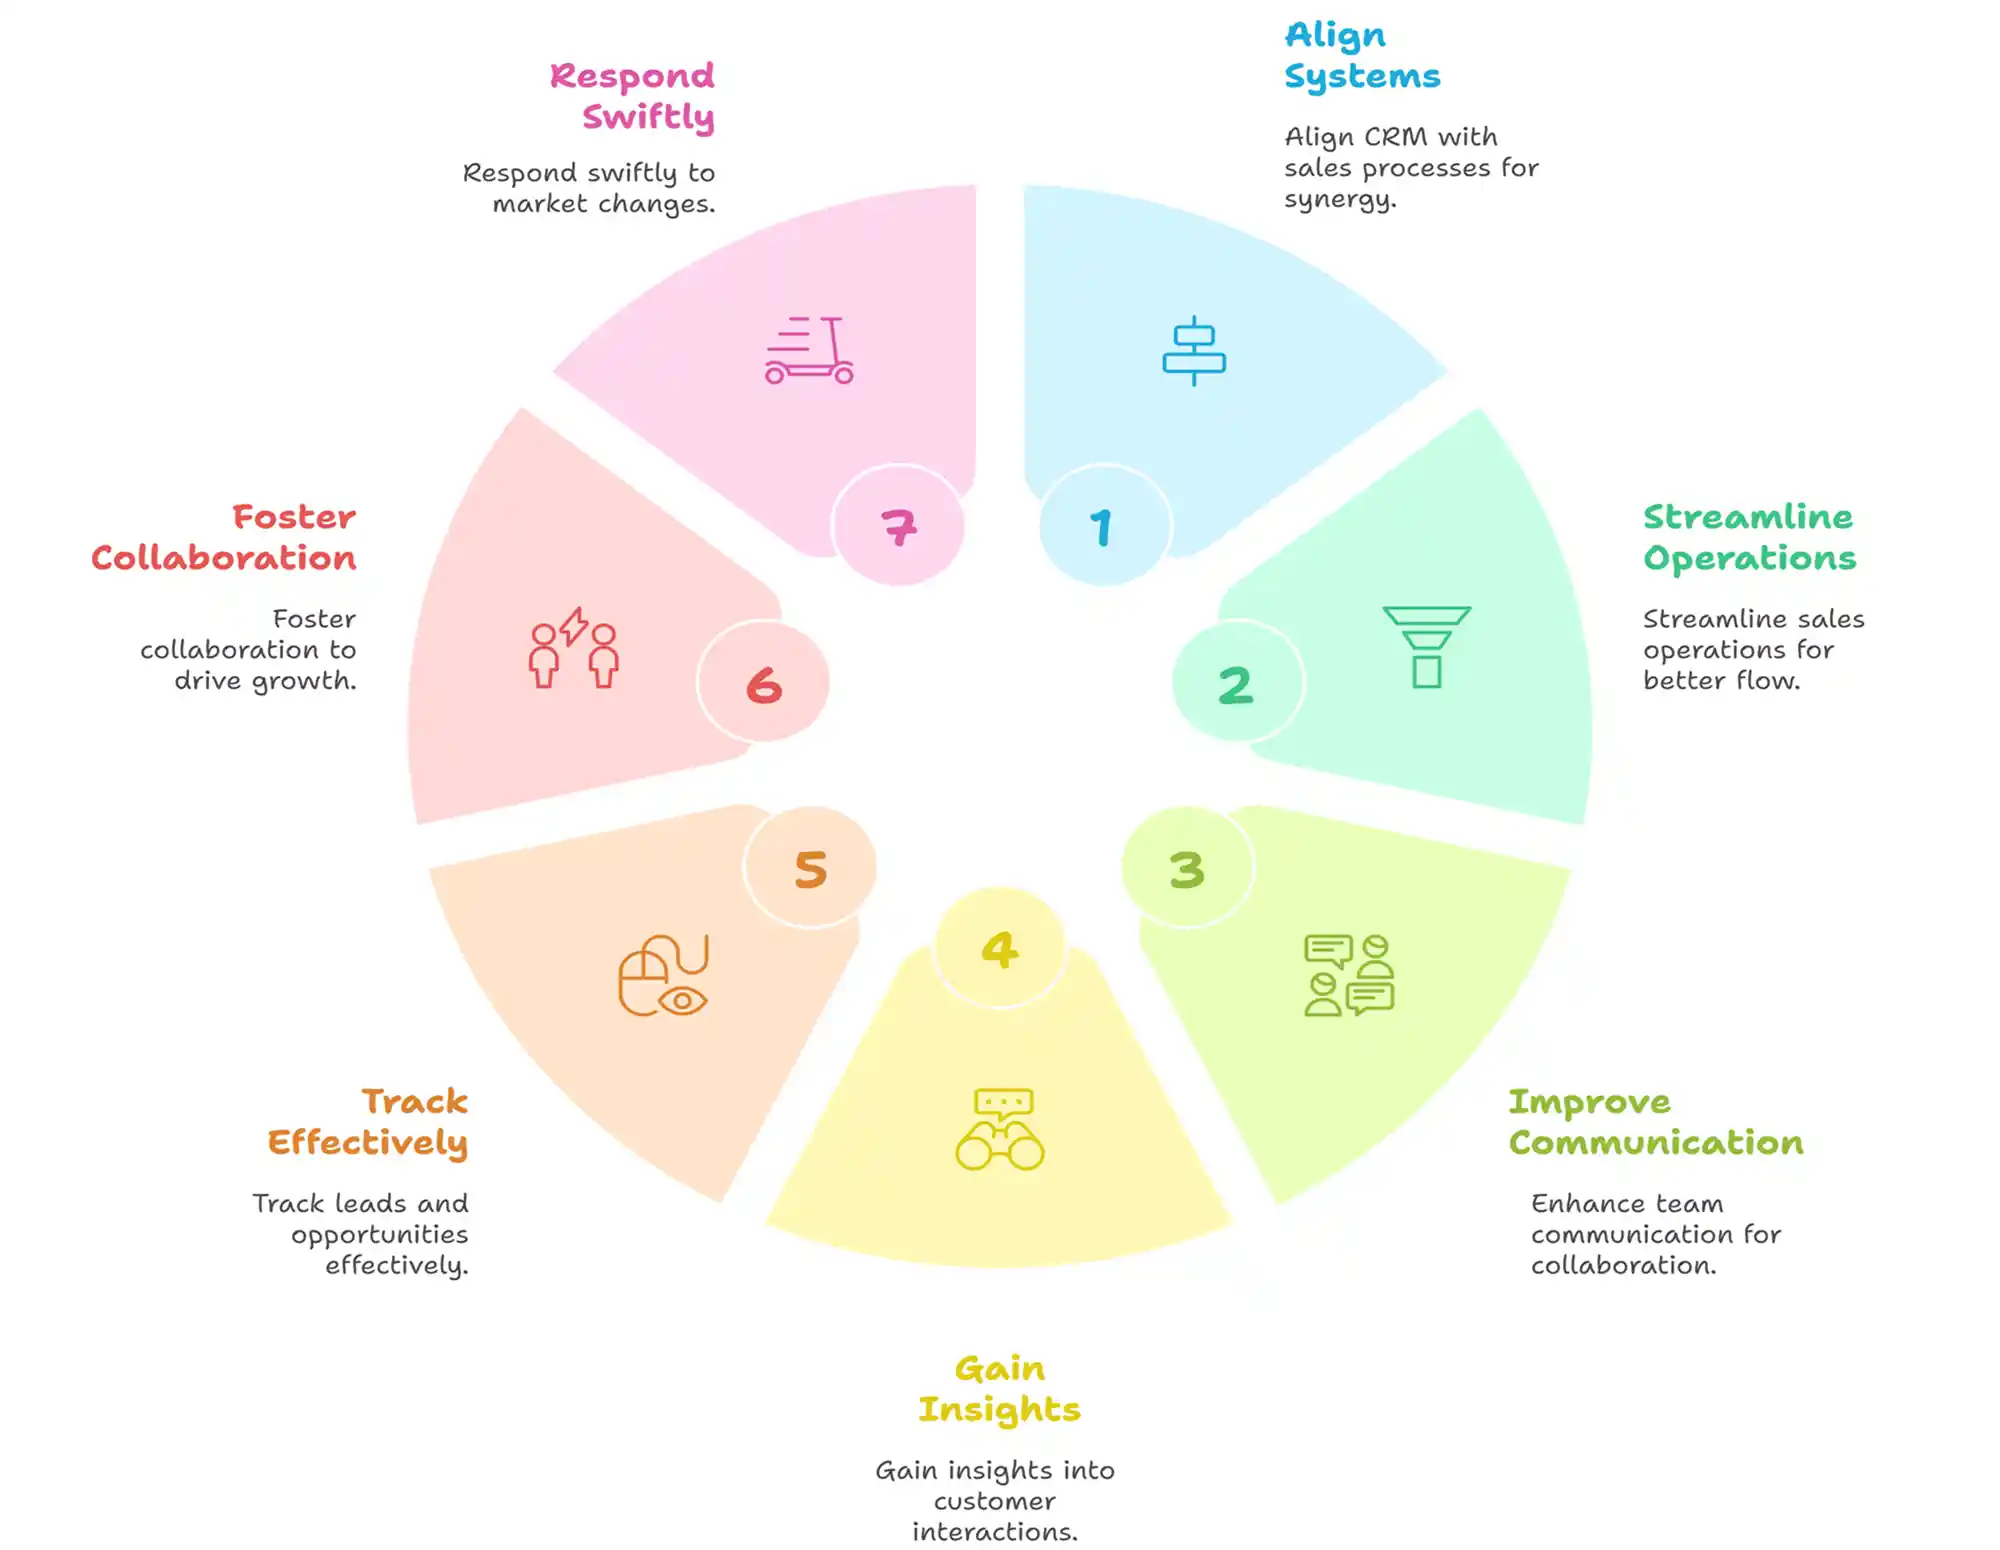 Align
Systems
Align CRM with
sales processes for
synergy.
1
Streamline
Operations
Streamline sales
operations for
better flow.
2
Improve
Communication
Enhance team
communication for
collaboration.
3
Gain
Insights
Gain insights into
customer
interactions.
4
Track
Effectively
Track leads and
opportunities
effectively.
5
Foster
Collaboration
Foster
collaboration to
drive growth.
6
Respond
Swiftly
Respond swiftly to
market changes.
7